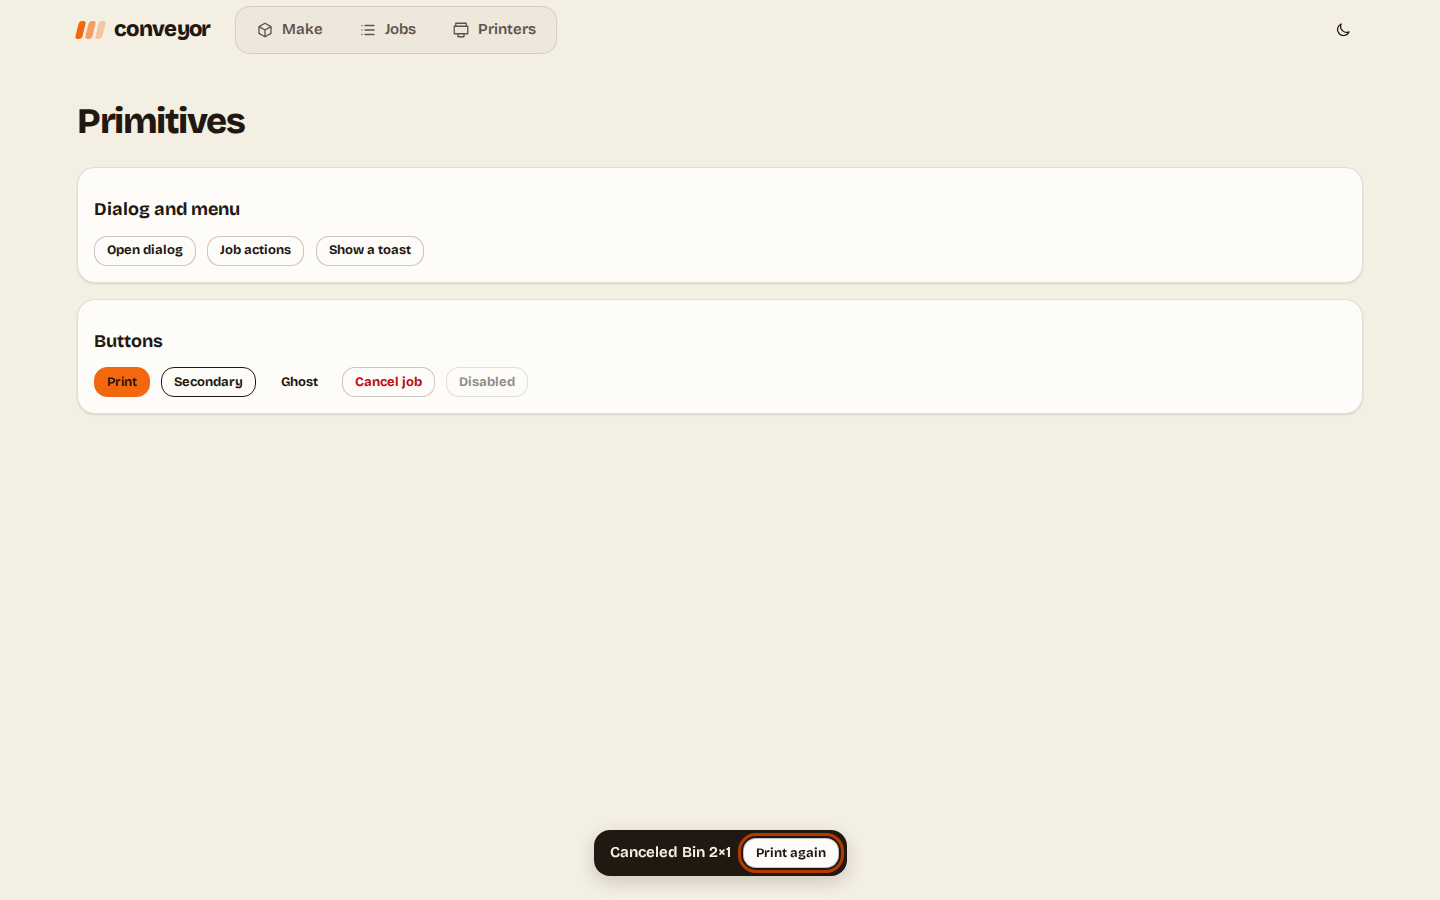 conveyor
Make
Jobs
Printers
Primitives
Dialog and menu
Open dialog
Job actions
Show a toast
Buttons
Print
Secondary
Ghost
Cancel job
Disabled
Canceled Bin 2×1
Print again